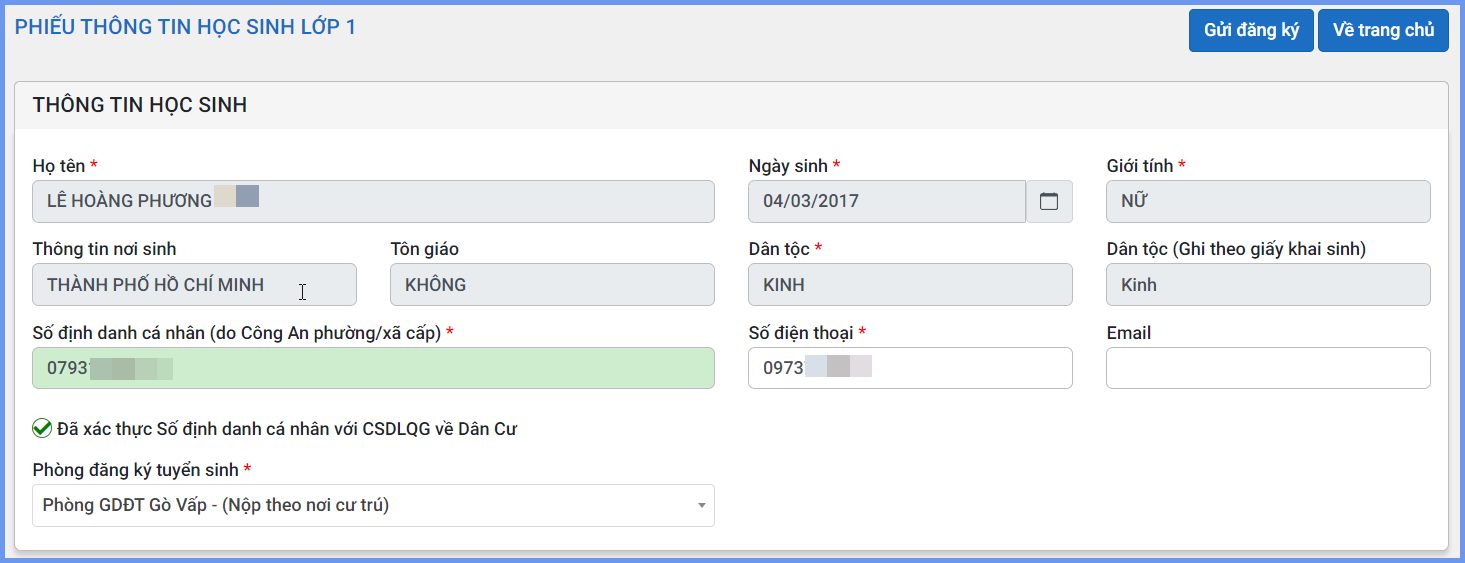 PHIẾU THÔNG TIN HỌC SINH LỚP 1
Gửi đăng ký Về trang chủ
THÔNG TIN HỌC SINH
Họ tên * Ngày sinh * Giới tính *
LÊ HOÀNG PHƯƠNG 04/03/2017 NỮ
Thông tin nơi sinh Tôn giáo Dân tộc * Dân tộc (Ghi theo giấy khai sinh)
THÀNH PHỐ HỒ CHÍ MINH KHÔNG KINH Kinh
Số định danh cá nhân (do Công An phường/xã cấp) * Số điện thoại * Email
0793 0973
Đã xác thực Số định danh cá nhân với CSDLQG về Dân Cư
Phòng đăng ký tuyển sinh *
Phòng GDĐT Gò Vấp - (Nộp theo nơi cư trú)